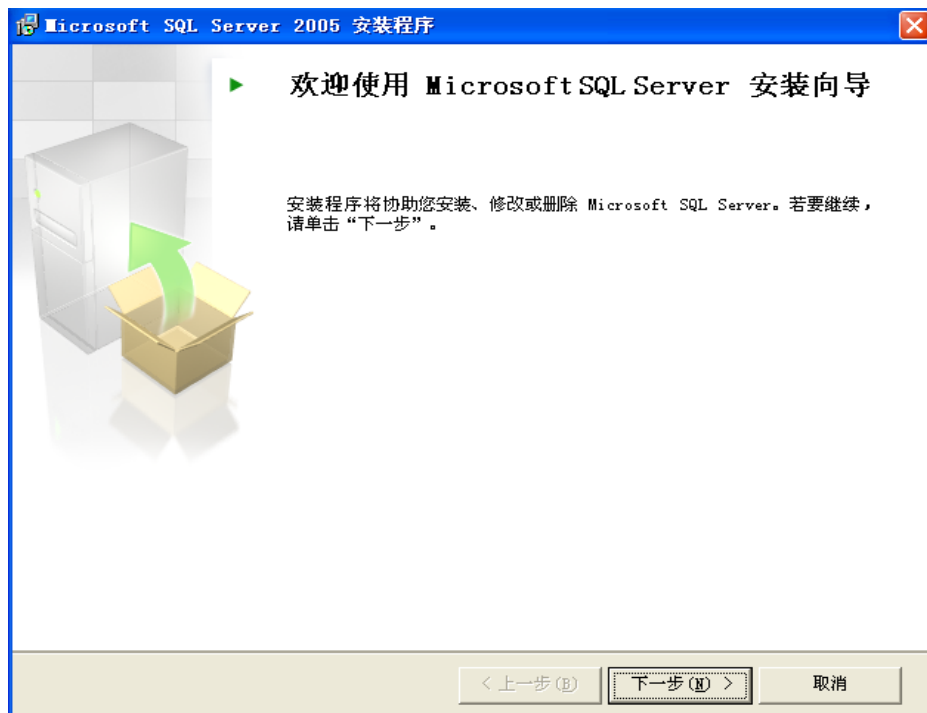 Microsoft SQL Server 2005 安装程序
欢迎使用 Microsoft SQL Server 安装向导
安装程序将协助您安装、修改或删除 Microsoft SQL Server。若要继续，
请单击“下一步”。
< 上一步(B)
下一步(N) >
取消